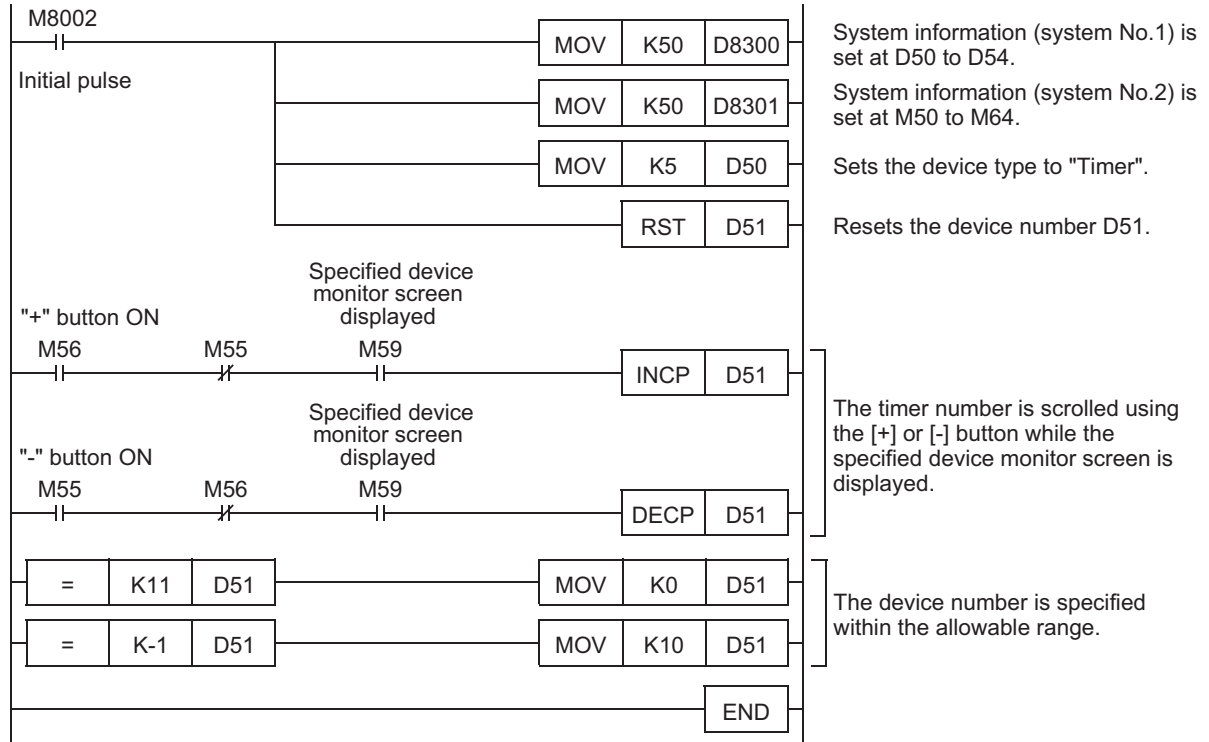 M8002
MOV K50 D8300
System information (system No.1) is
set at D50 to D54.
Initial pulse
MOV K50 D8301
System information (system No.2) is
set at M50 to M64.
MOV K5 D50
Sets the device type to "Timer".
RST D51
Resets the device number D51.
Specified device
monitor screen
displayed
"+" button ON
M56 M55 M59
INCP D51
Specified device
monitor screen
displayed
"-" button ON
M55 M56 M59
DECP D51
The timer number is scrolled using
the [+] or [-] button while the
specified device monitor screen is
displayed.
= K11 D51 MOV K0 D51
= K-1 D51 MOV K10 D51
The device number is specified
within the allowable range.
END